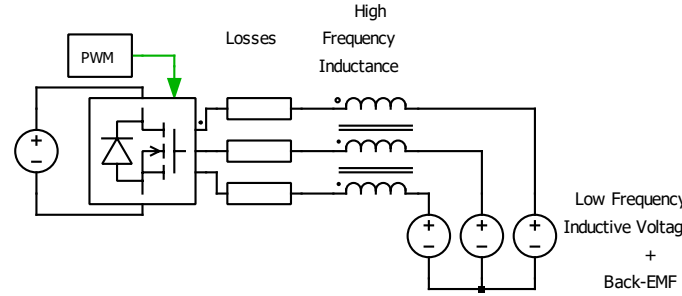 High
Losses
Frequency
PWM
Inductance
+
−
Low Frequency
Inductive Voltag
+ + +
− − −
+
Back-EMF